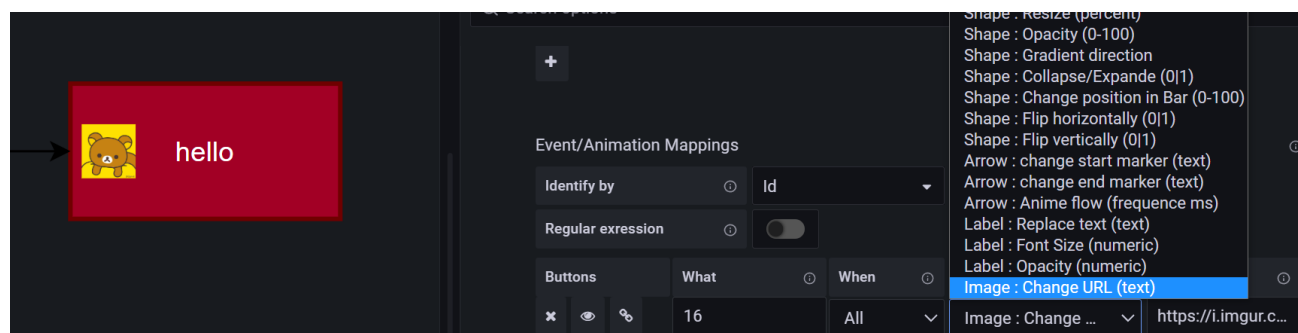 Search options
Shape : Resize (percent)
Shape : Opacity (0-100)
Shape : Gradient direction
Shape : Collapse/Expande (0|1)
Shape : Change position in Bar (0-100)
Shape : Flip horizontally (0|1)
Shape : Flip vertically (0|1)
Arrow : change start marker (text)
Arrow : change end marker (text)
Arrow : Anime flow (frequence ms)
Label : Replace text (text)
Label : Font Size (numeric)
Label : Opacity (numeric)
Image : Change URL (text)
hello
Event/Animation Mappings
Identify by
Id
Regular exression
Buttons What When
16 All Image : Change ... https://i.imgur.c...